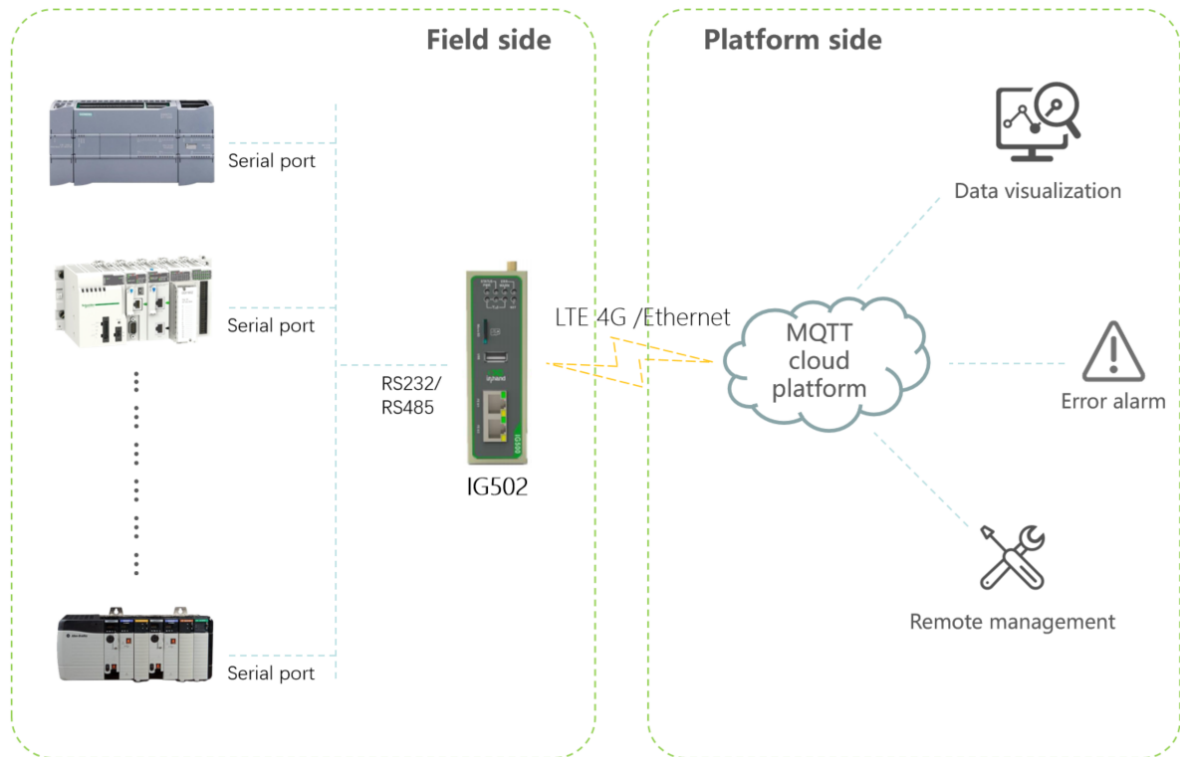 Field side
Platform side
Serial port
Data visualization
Serial port
LTE 4G /Ethernet
MQTT
cloud
platform
RS232/
RS485
Error alarm
IG500
IG502
Remote management
Serial port